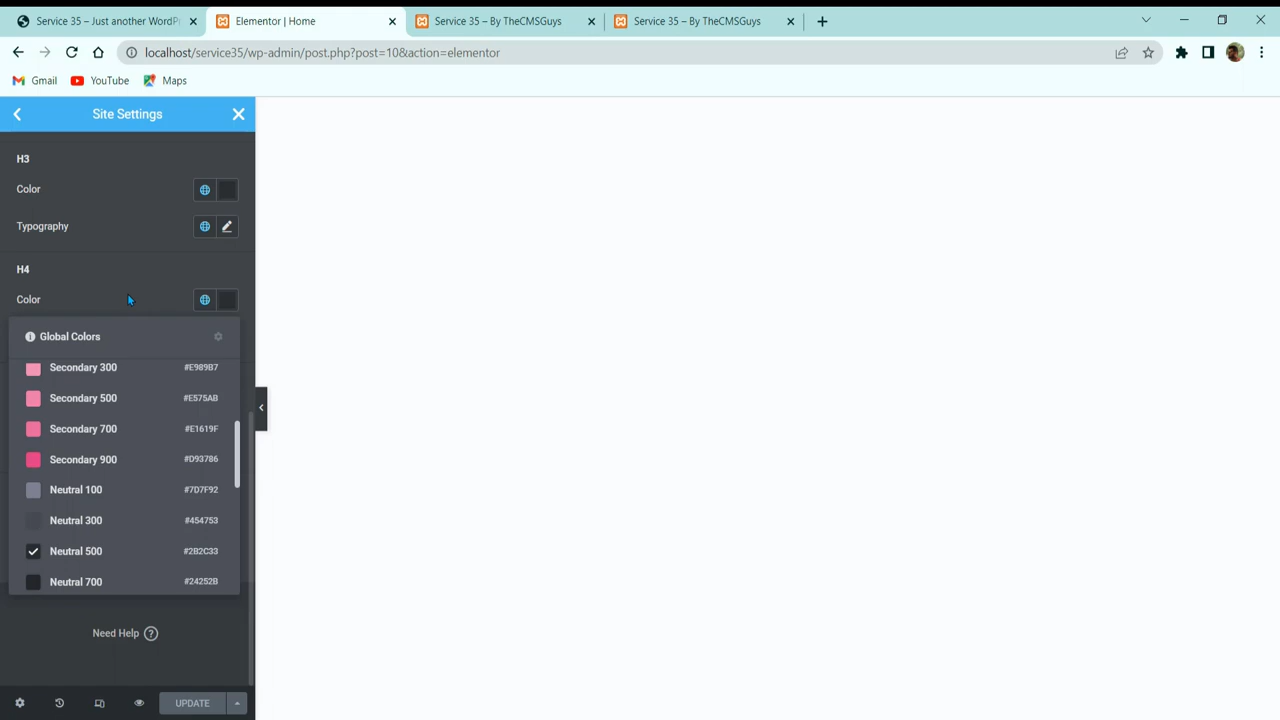 Service 35 – Just another WordPr
Elementor | Home
Service 35 – By TheCMSGuys
Service 35 – By TheCMSGuys
localhost/service35/wp-admin/post.php?post=10&action=elementor
Gmail
YouTube
Maps
Site Settings
H3
Color
Typography
H4
Color
Global Colors
Secondary 300 #E989B7
Secondary 500 #E575AB
Secondary 700 #E1619F
Secondary 900 #D93786
Neutral 100 #7D7F92
Neutral 300 #454753
Neutral 500 #2B2C33
Neutral 700 #24252B
Need Help ?
UPDATE